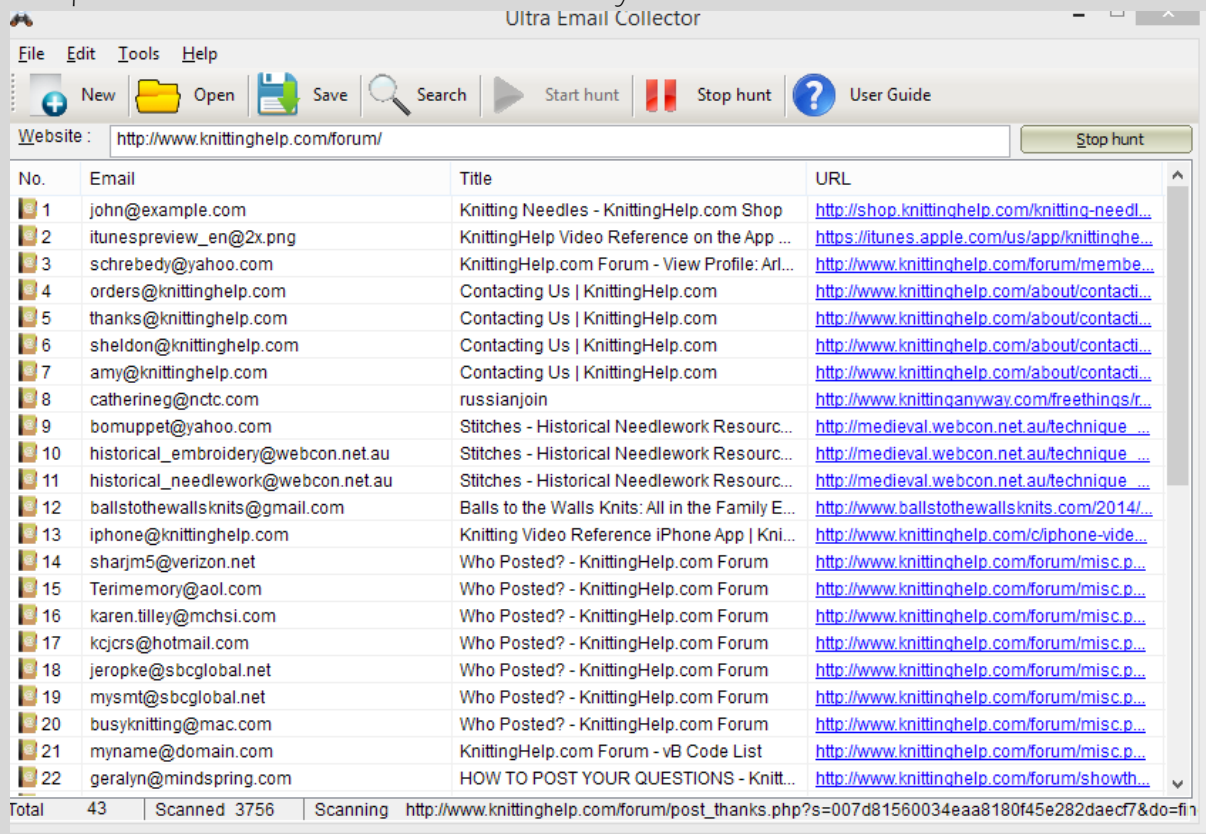 Ultra Email Collector
File Edit Tools Help
New Open Save Search Start hunt Stop hunt User Guide
Website : http://www.knittinghelp.com/forum/ Stop hunt
No. Email Title URL
1 john@example.com Knitting Needles - KnittingHelp.com Shop http://shop.knittinghelp.com/knitting-needl...
2 itunespreview_en@2x.png KnittingHelp Video Reference on the App ... https://itunes.apple.com/us/app/knittinghe...
3 schrebedy@yahoo.com KnittingHelp.com Forum - View Profile: Arl... http://www.knittinghelp.com/forum/membe...
4 orders@knittinghelp.com Contacting Us | KnittingHelp.com http://www.knittinghelp.com/about/contacti...
5 thanks@knittinghelp.com Contacting Us | KnittingHelp.com http://www.knittinghelp.com/about/contacti...
6 sheldon@knittinghelp.com Contacting Us | KnittingHelp.com http://www.knittinghelp.com/about/contacti...
7 amy@knittinghelp.com Contacting Us | KnittingHelp.com http://www.knittinghelp.com/about/contacti...
8 catherineg@nctc.com russianjoin http://www.knittinganyway.com/freethings/r...
9 bomuppet@yahoo.com Stitches - Historical Needlework Resourc... http://medieval.webcon.net.au/technique_...
10 historical_embroidery@webcon.net.au Stitches - Historical Needlework Resourc... http://medieval.webcon.net.au/technique_...
11 historical_needlework@webcon.net.au Stitches - Historical Needlework Resourc... http://medieval.webcon.net.au/technique_...
12 ballstothewallsknits@gmail.com Balls to the Walls Knits: All in the Family E... http://www.ballstothewallsknits.com/2014/...
13 iphone@knittinghelp.com Knitting Video Reference iPhone App | Kni... http://www.knittinghelp.com/c/iphone-vide...
14 sharjm5@verizon.net Who Posted? - KnittingHelp.com Forum http://www.knittinghelp.com/forum/misc.p...
15 Terimemory@aol.com Who Posted? - KnittingHelp.com Forum http://www.knittinghelp.com/forum/misc.p...
16 karen.tilley@mchsi.com Who Posted? - KnittingHelp.com Forum http://www.knittinghelp.com/forum/misc.p...
17 kcjcrs@hotmail.com Who Posted? - KnittingHelp.com Forum http://www.knittinghelp.com/forum/misc.p...
18 jeropke@sbcglobal.net Who Posted? - KnittingHelp.com Forum http://www.knittinghelp.com/forum/misc.p...
19 mysmt@sbcglobal.net Who Posted? - KnittingHelp.com Forum http://www.knittinghelp.com/forum/misc.p...
20 busyknitting@mac.com Who Posted? - KnittingHelp.com Forum http://www.knittinghelp.com/forum/misc.p...
21 myname@domain.com KnittingHelp.com Forum - vB Code List http://www.knittinghelp.com/forum/misc.p...
22 geralyn@mindspring.com HOW TO POST YOUR QUESTIONS - Knitt... http://www.knittinghelp.com/forum/showth...
Total 43 Scanned 3756 Scanning http://www.knittinghelp.com/forum/post_thanks.php?s=007d81560034eaa8180f45e282daecf7&do=fin